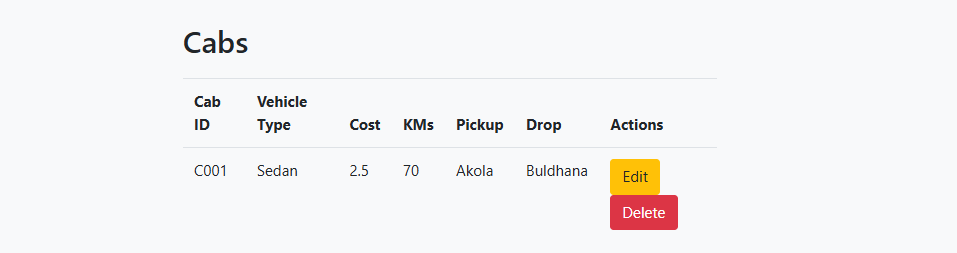 Cabs
Cab ID Vehicle Type Cost KMs Pickup Drop Actions
C001 Sedan 2.5 70 Akola Buldhana Edit
Delete